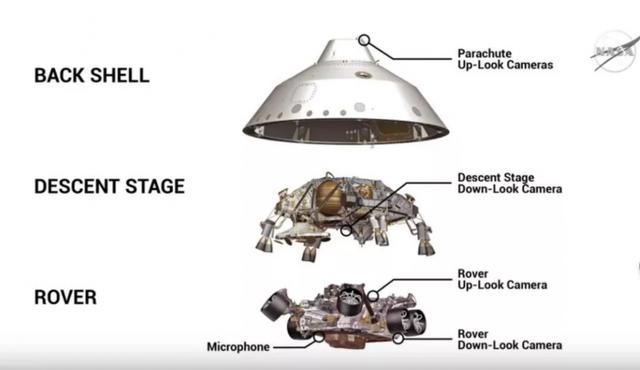 BACK SHELL
Parachute
Up-Look Cameras
NASA
DESCENT STAGE
Descent Stage
Down-Look Camera
ROVER
Rover
Up-Look Camera
Microphone
Rover
Down-Look Camera